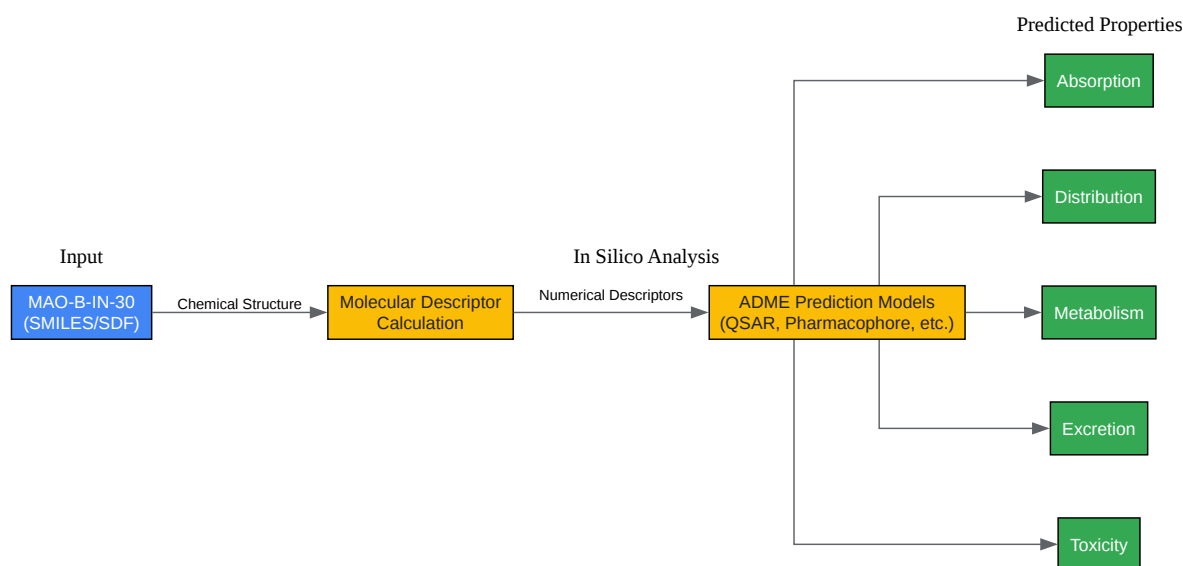 Predicted Properties
Absorption
Distribution
Input
In Silico Analysis
MAO-B-IN-30
(SMILES/SDF)
Chemical Structure
Molecular Descriptor
Calculation
Numerical Descriptors
ADME Prediction Models
(QSAR, Pharmacophore, etc.)
Metabolism
Excretion
Toxicity